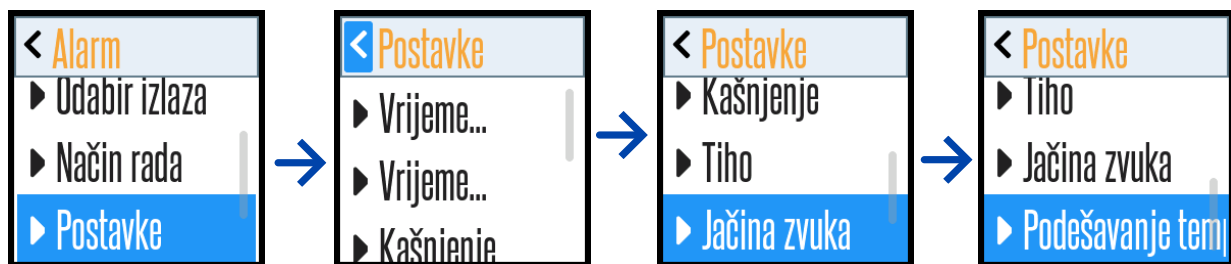 Alarm
Odabir izlaza
Način rada
Postavke
Postavke
Vrijeme...
Vrijeme...
Kašnjenje
Postavke
Kašnjenje
Tiho
Jačina zvuka
Postavke
Tiho
Jačina zvuka
Podešavanje